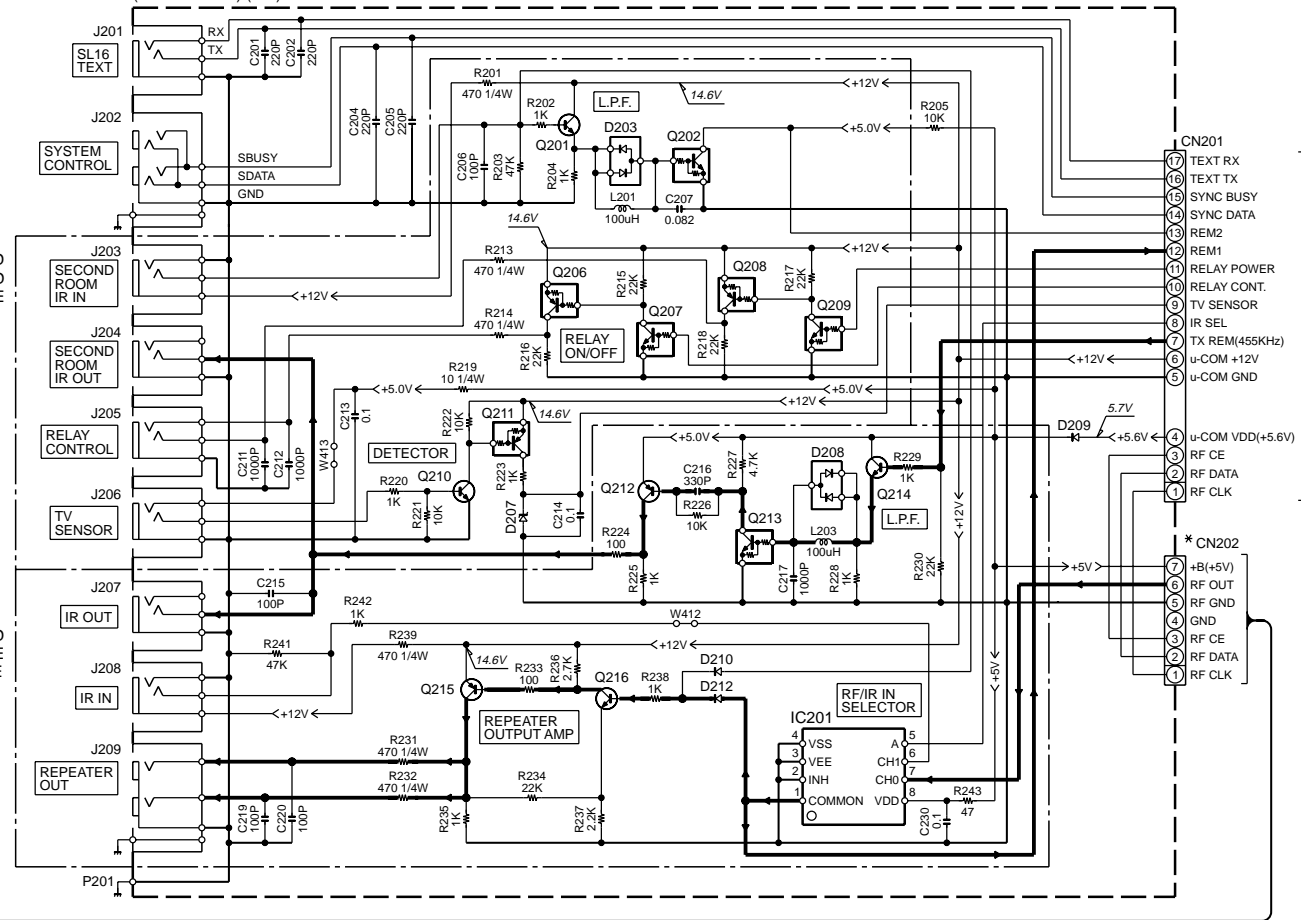 J201
SL16
TEXT
RX
TX
C201
220P
C202
220P
J202
SYSTEM
CONTROL
SBUSY
SDATA
GND
C204
220P
C205
220P
R201
470 1/4W
R202
1K
L.P.F.
14.6V
+12V
R205
10K
Q201
D203
Q202
+5.0V
C206
100P
R203
47K
R204
1K
L201
100uH
C207
0.082
CN201
17 TEXT RX
16 TEXT TX
15 SYNC BUSY
14 SYNC DATA
13 REM2
12 REM1
11 RELAY POWER
10 RELAY CONT.
9 TV SENSOR
8 IR SEL
7 TX REM(455KHz)
6 u-COM +12V
5 u-COM GND
4 u-COM VDD(+5.6V)
3 RF CE
2 RF DATA
1 RF CLK
J203
SECOND
ROOM
IR IN
+12V
J204
SECOND
ROOM
IR OUT
14.6V
R213
470 1/4W
R214
470 1/4W
Q206
R215
22K
Q208
R217
22K
+12V
Q207
Q209
R216
22K
RELAY
ON/OFF
R218
22K
+12V
R219
10 1/4W
+5.0V
+5.0V
+12V
J205
RELAY
CONTROL
C211
1000P
C212
1000P
W413
C213
0.1
R222
10K
Q211
14.6V
DETECTOR
Q210
R220
1K
R221
10K
R223
1K
D207
C214
0.1
J206
TV
SENSOR
+5.0V
R227
4.7K
D208
R229
1K
D209
5.7V
+5.6V
Q212
C216
330P
R226
10K
Q214
L.P.F.
+12V
Q213
L203
100uH
R224
100
R225
1K
C217
1000P
R228
1K
R230
22K
* CN202
7 +B(+5V)
6 RF OUT
5 RF GND
4 GND
3 RF CE
2 RF DATA
1 RF CLK
+5V
+5V
J207
IR OUT
C215
100P
R242
1K
W412
R241
47K
R239
470 1/4W
+12V
J208
IR IN
+12V
14.6V
R233
100
R236
2.7K
Q216
R238
1K
D210
D212
Q215
REPEATER
OUTPUT AMP
RF/IR IN
SELECTOR
IC201
4 VSS
3 VEE
2 INH
1 COMMON
A 5
CH1 6
CH0 7
VDD 8
R243
47
C230
0.1
J209
REPEATER
OUT
R231
470 1/4W
R232
470 1/4W
R234
22K
C219
100P
C220
100P
R235
1K
R237
2.2K
P201